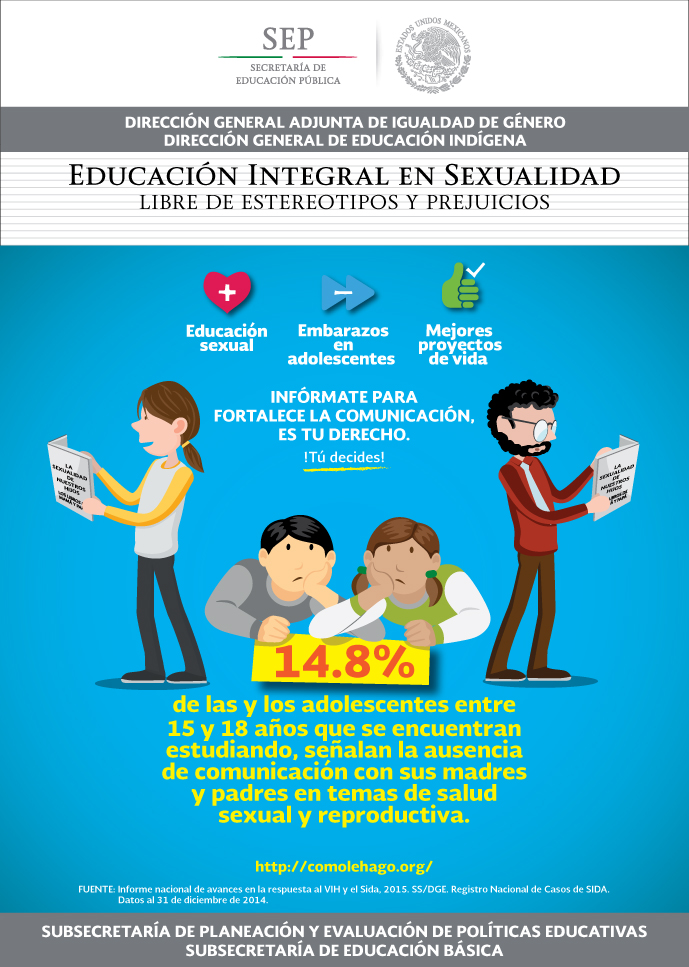 SEP
SECRETARÍA DE
EDUCACIÓN PÚBLICA
ESTADOS UNIDOS MEXICANOS
DIRECCIÓN GENERAL ADJUNTA DE IGUALDAD DE GÉNERO
DIRECCIÓN GENERAL DE EDUCACIÓN INDÍGENA
EDUCACIÓN INTEGRAL EN SEXUALIDAD
LIBRE DE ESTEREOTIPOS Y PREJUICIOS
Educación
sexual
Embarazos
en
adolescentes
Mejores
proyectos
de vida
INFÓRMATE PARA
FORTALECE LA COMUNICACIÓN,
ES TU DERECHO.
!Tú decides!
LA
SEXUALIDAD
DE
NUESTROS
HIJOS
LOS LIBROS
LA
SEXUALIDAD
DE
NUESTROS
HIJOS
14.8%
de las y los adolescentes entre
15 y 18 años que se encuentran
estudiando, señalan la ausencia
de comunicación con sus madres
y padres en temas de salud
sexual y reproductiva.
http://comolehago.org/
FUENTE: Informe nacional de avances en la respuesta al VIH y el Sida, 2015. SS/DGE. Registro Nacional de Casos de SIDA.
Datos al 31 de diciembre de 2014.
SUBSECRETARÍA DE PLANEACIÓN Y EVALUACIÓN DE POLÍTICAS EDUCATIVAS
SUBSECRETARÍA DE EDUCACIÓN BÁSICA